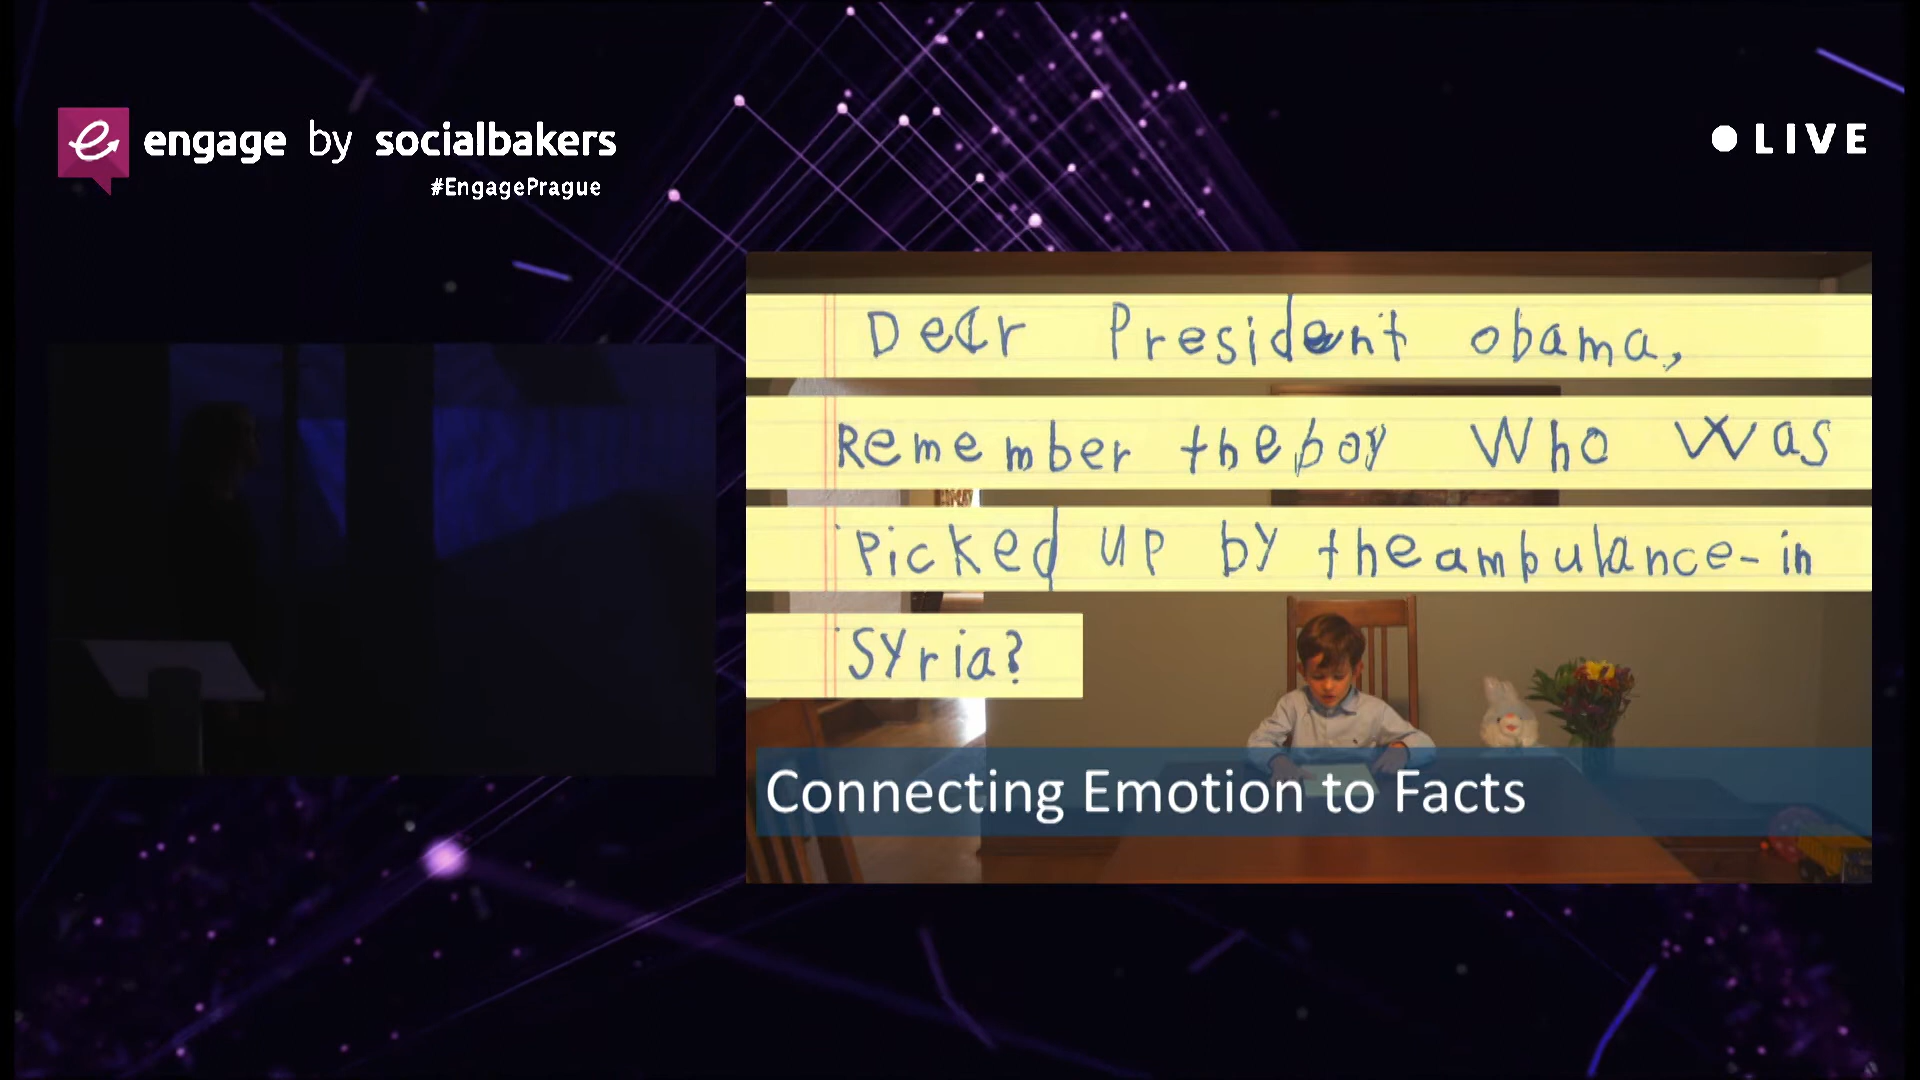 engage by socialbakers
#EngagePrague
LIVE
Dear President obama,
Remember the boy Who Was
Picked up by the ambulance-in
Syria?
Connecting Emotion to Facts